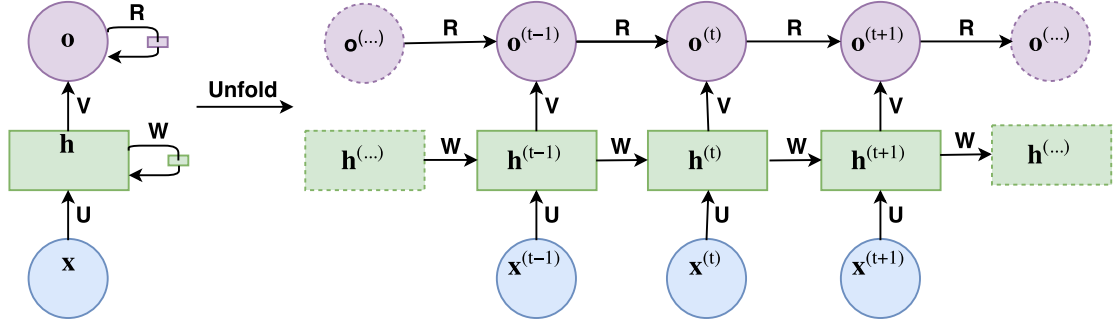 o R
V
h W
U
x
Unfold
o(...) R o(t−1) R o(t) R o(t+1) R o(...)
V V V
h(...) W h(t−1) W h(t) W h(t+1) W h(...)
U U U
x(t−1) x(t) x(t+1)